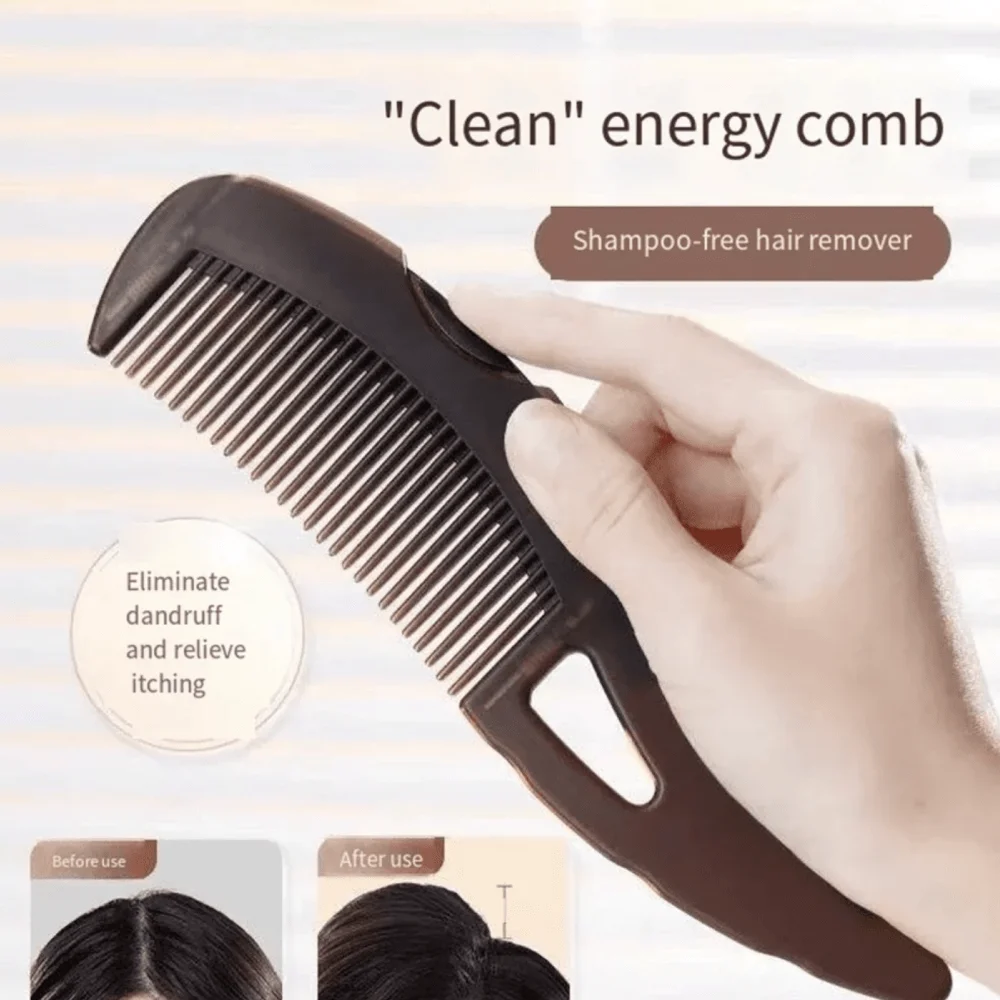 "Clean" energy comb
Shampoo-free hair remover
Eliminate
dandruff
and relieve
itching
Before use
After use